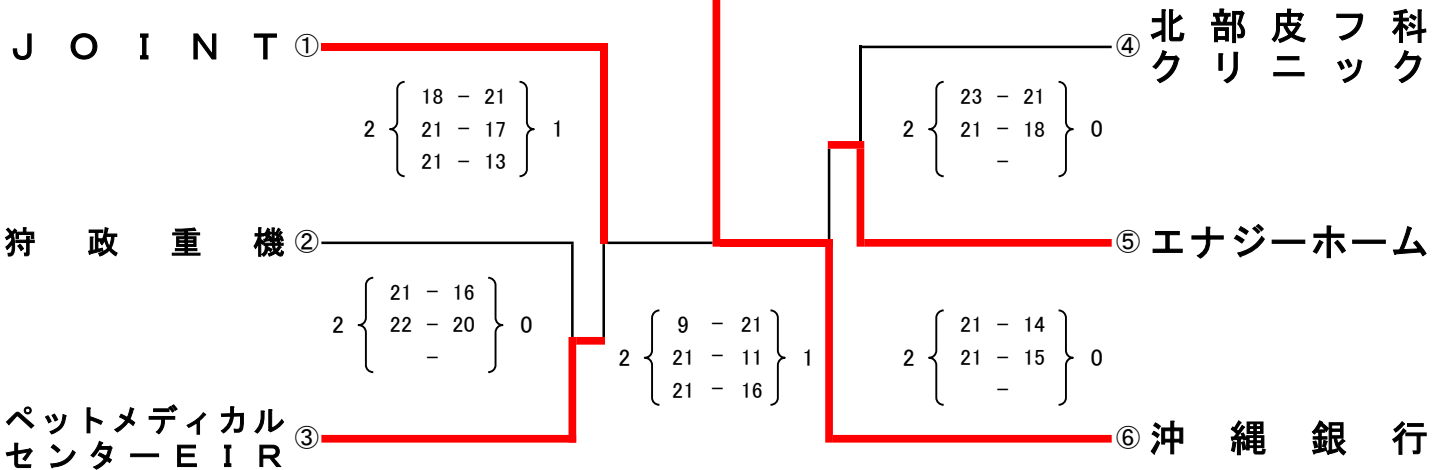 JOINT ①
2 { 18 - 21 } 1
21 - 17
21 - 13
狩政重機 ②
2 { 21 - 16 } 0
22 - 20
-
ペットメディカル
センターEIR ③
2 { 9 - 21 } 1
21 - 11
21 - 16
④ 北部皮フ科
クリニック
2 { 23 - 21 } 0
21 - 18
-
⑤ エナジーホーム
2 { 21 - 14 } 0
21 - 15
-
⑥ 沖縄銀行